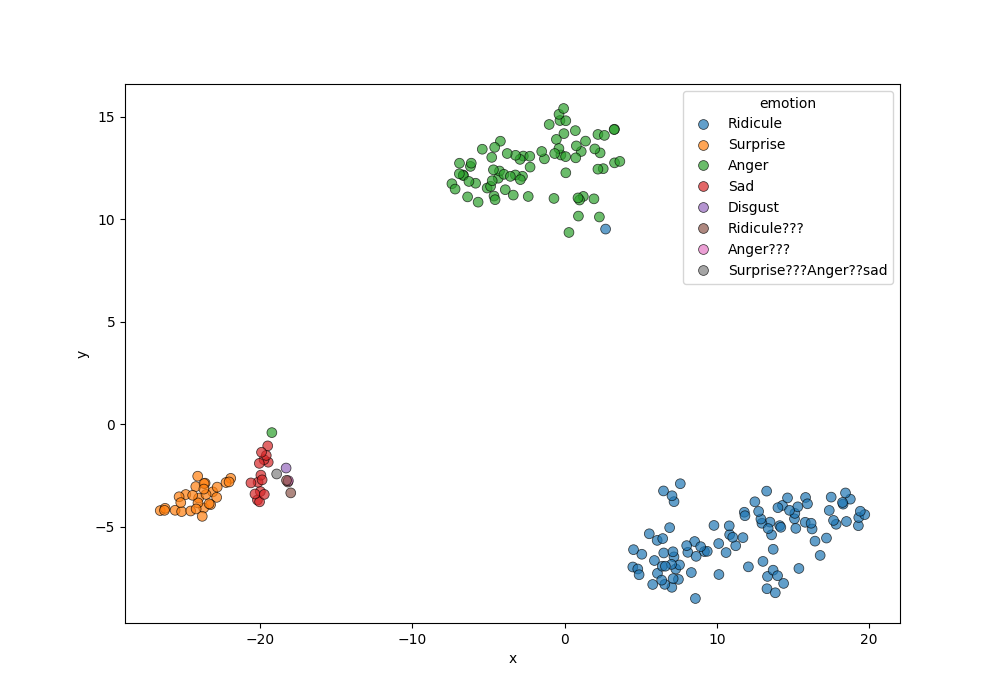 emotion
Ridicule
Surprise
Anger
Sad
Disgust
Ridicule???
Anger???
Surprise???Anger??sad
15
10
5
0
−5
y
−20
−10
0
10
20
x